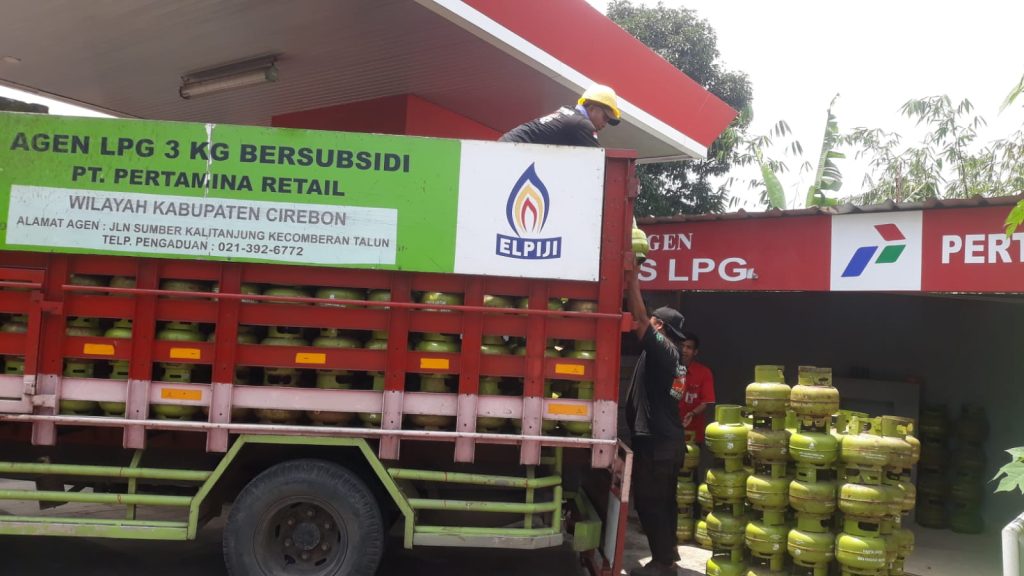 AGEN LPG 3 KG BERSUBSIDI
PT. PERTAMINA RETAIL
WILAYAH KABUPATEN CIREBON
ALAMAT AGEN : JLN SUMBER KALITANJUNG KECOMBERAN TALUN
TELP. PENGADUAN : 021-392-6772
ELPIJI
GEN
S LPG
PERT